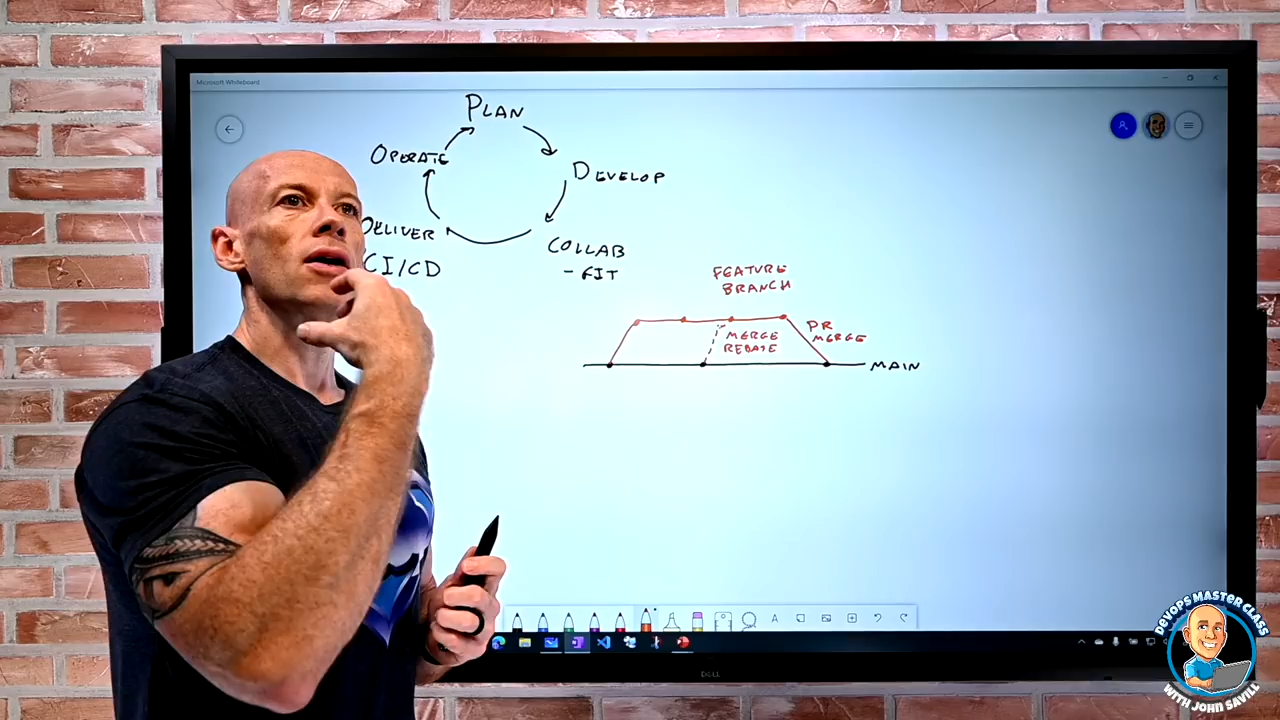 Microsoft Whiteboard
PLAN
OPERATE
DEVELOP
DELIVER
CI/CD
COLLAB
- GIT
FEATURE
BRANCH
MERGE
REBASE
PR
MERGE
MAIN
DELL
DEVOPS MASTER CLASS
WITH JOHN SAVILL